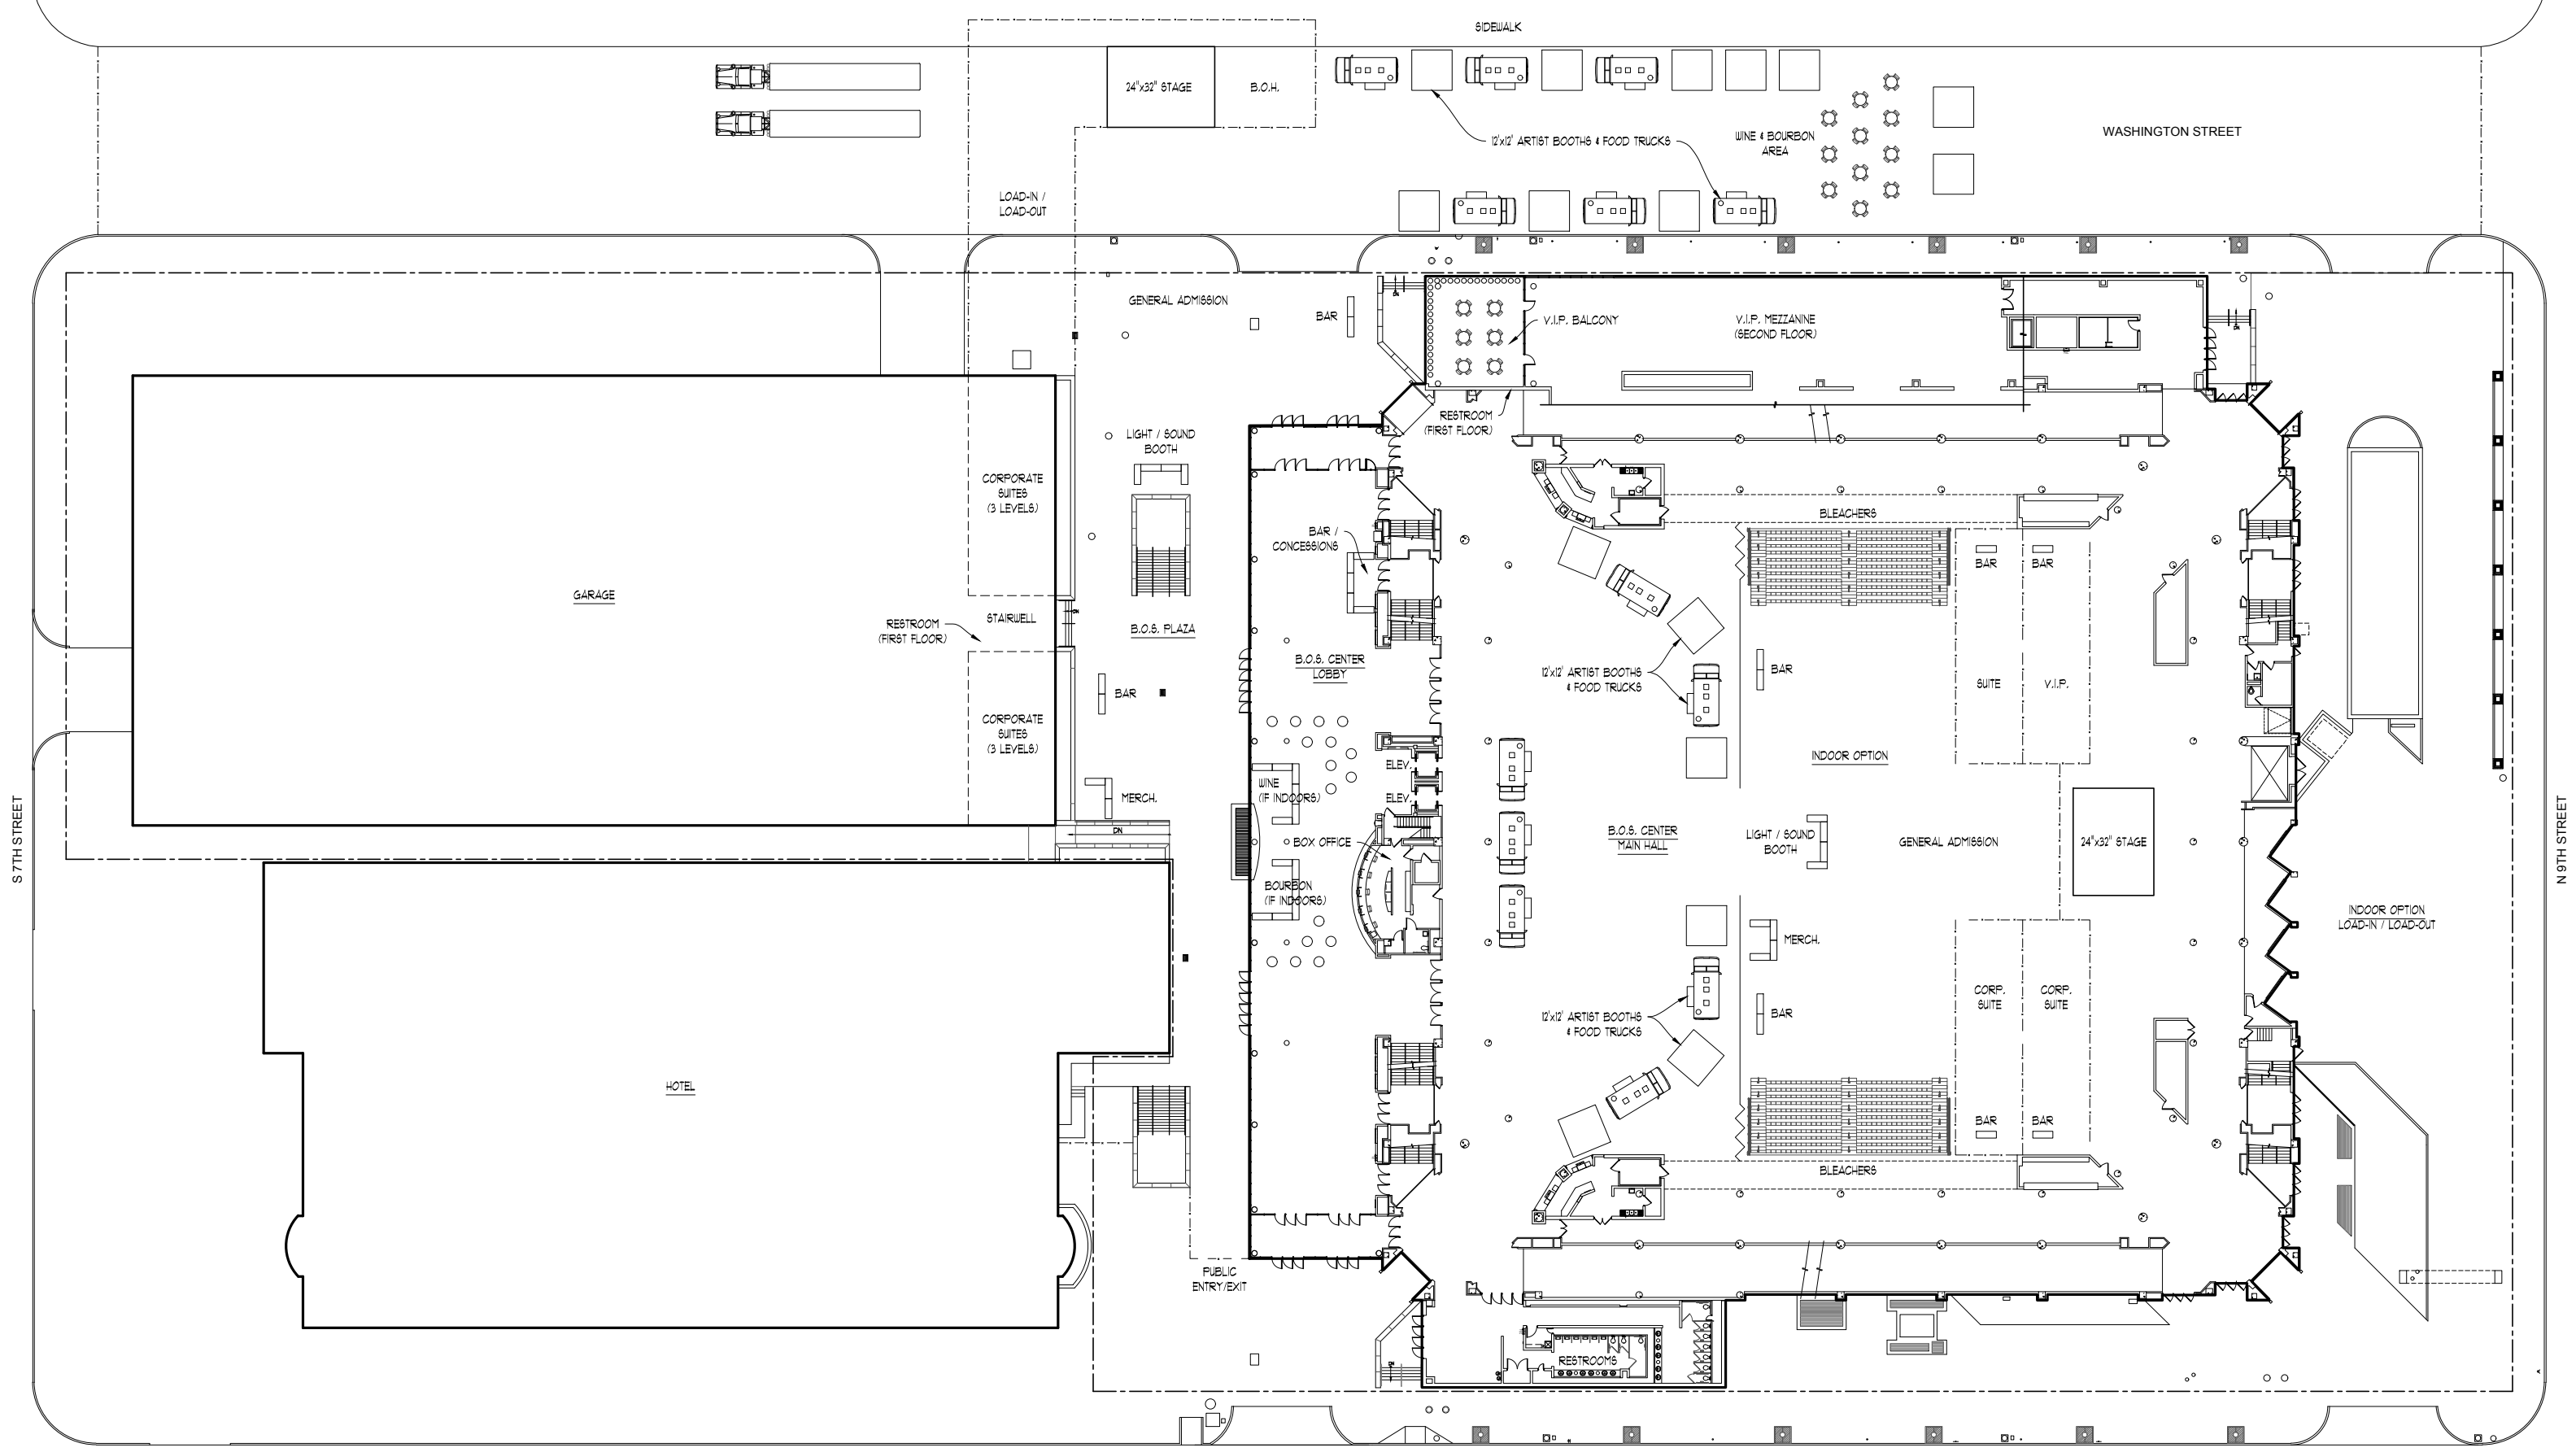 SIDEWALK
24"x32" STAGE
B.O.H.
12'x12' ARTIST BOOTHS & FOOD TRUCKS
WINE & BOURBON
AREA
WASHINGTON STREET
LOAD-IN /
LOAD-OUT
GENERAL ADMISSION
BAR
DN
V.I.P. BALCONY
V.I.P. MEZZANINE
(SECOND FLOOR)
DN
RESTROOM
(FIRST FLOOR)
LIGHT / SOUND
BOOTH
CORPORATE
SUITES
(3 LEVELS)
BAR /
CONCESSIONS
BLEACHERS
BAR
BAR
GARAGE
STAIRWELL
DN
RESTROOM
(FIRST FLOOR)
B.O.S. PLAZA
B.O.S. CENTER
LOBBY
12'x12' ARTIST BOOTHS
& FOOD TRUCKS
BAR
SUITE
V.I.P.
BAR
CORPORATE
SUITES
(3 LEVELS)
INDOOR OPTION
ELEV.
WINE
(IF INDOORS)
ELEV.
MERCH.
DN
BOX OFFICE
B.O.S. CENTER
MAIN HALL
LIGHT / SOUND
BOOTH
GENERAL ADMISSION
24"x32" STAGE
S 7TH STREET
N 9TH STREET
BOURBON
(IF INDOORS)
INDOOR OPTION
LOAD-IN / LOAD-OUT
MERCH.
CORP.
SUITE
CORP.
SUITE
12'x12' ARTIST BOOTHS
& FOOD TRUCKS
BAR
HOTEL
BAR
BAR
BLEACHERS
PUBLIC
ENTRY/EXIT
RESTROOMS
DN